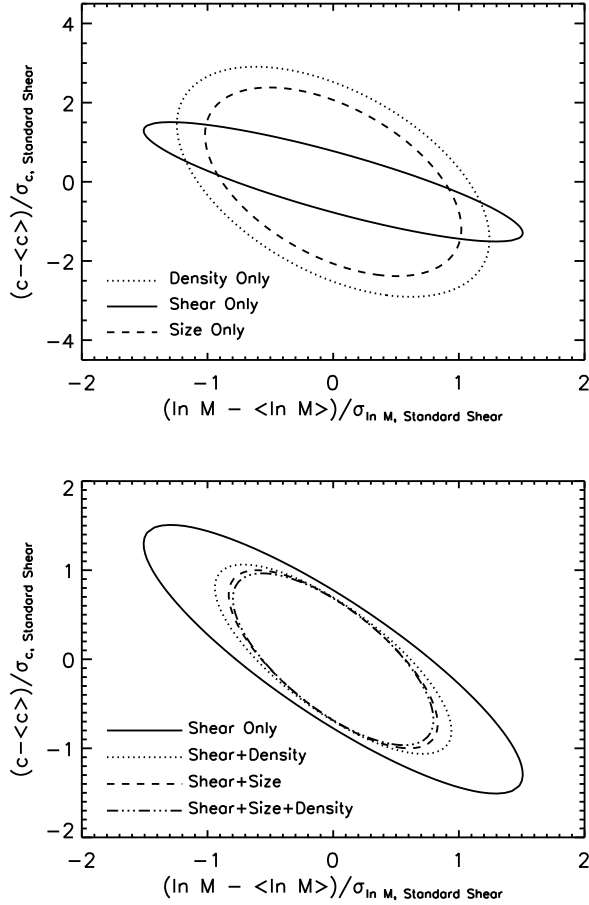 4
2
0
−2
−4
(c−<c>)/σc, Standard Shear
Density Only
Shear Only
Size Only
−2 −1 0 1 2
(ln M − <ln M>)/σln M, Standard Shear
2
1
0
−1
−2
(c−<c>)/σc, Standard Shear
Shear Only
Shear+Density
Shear+Size
Shear+Size+Density
−2 −1 0 1 2
(ln M − <ln M>)/σln M, Standard Shear